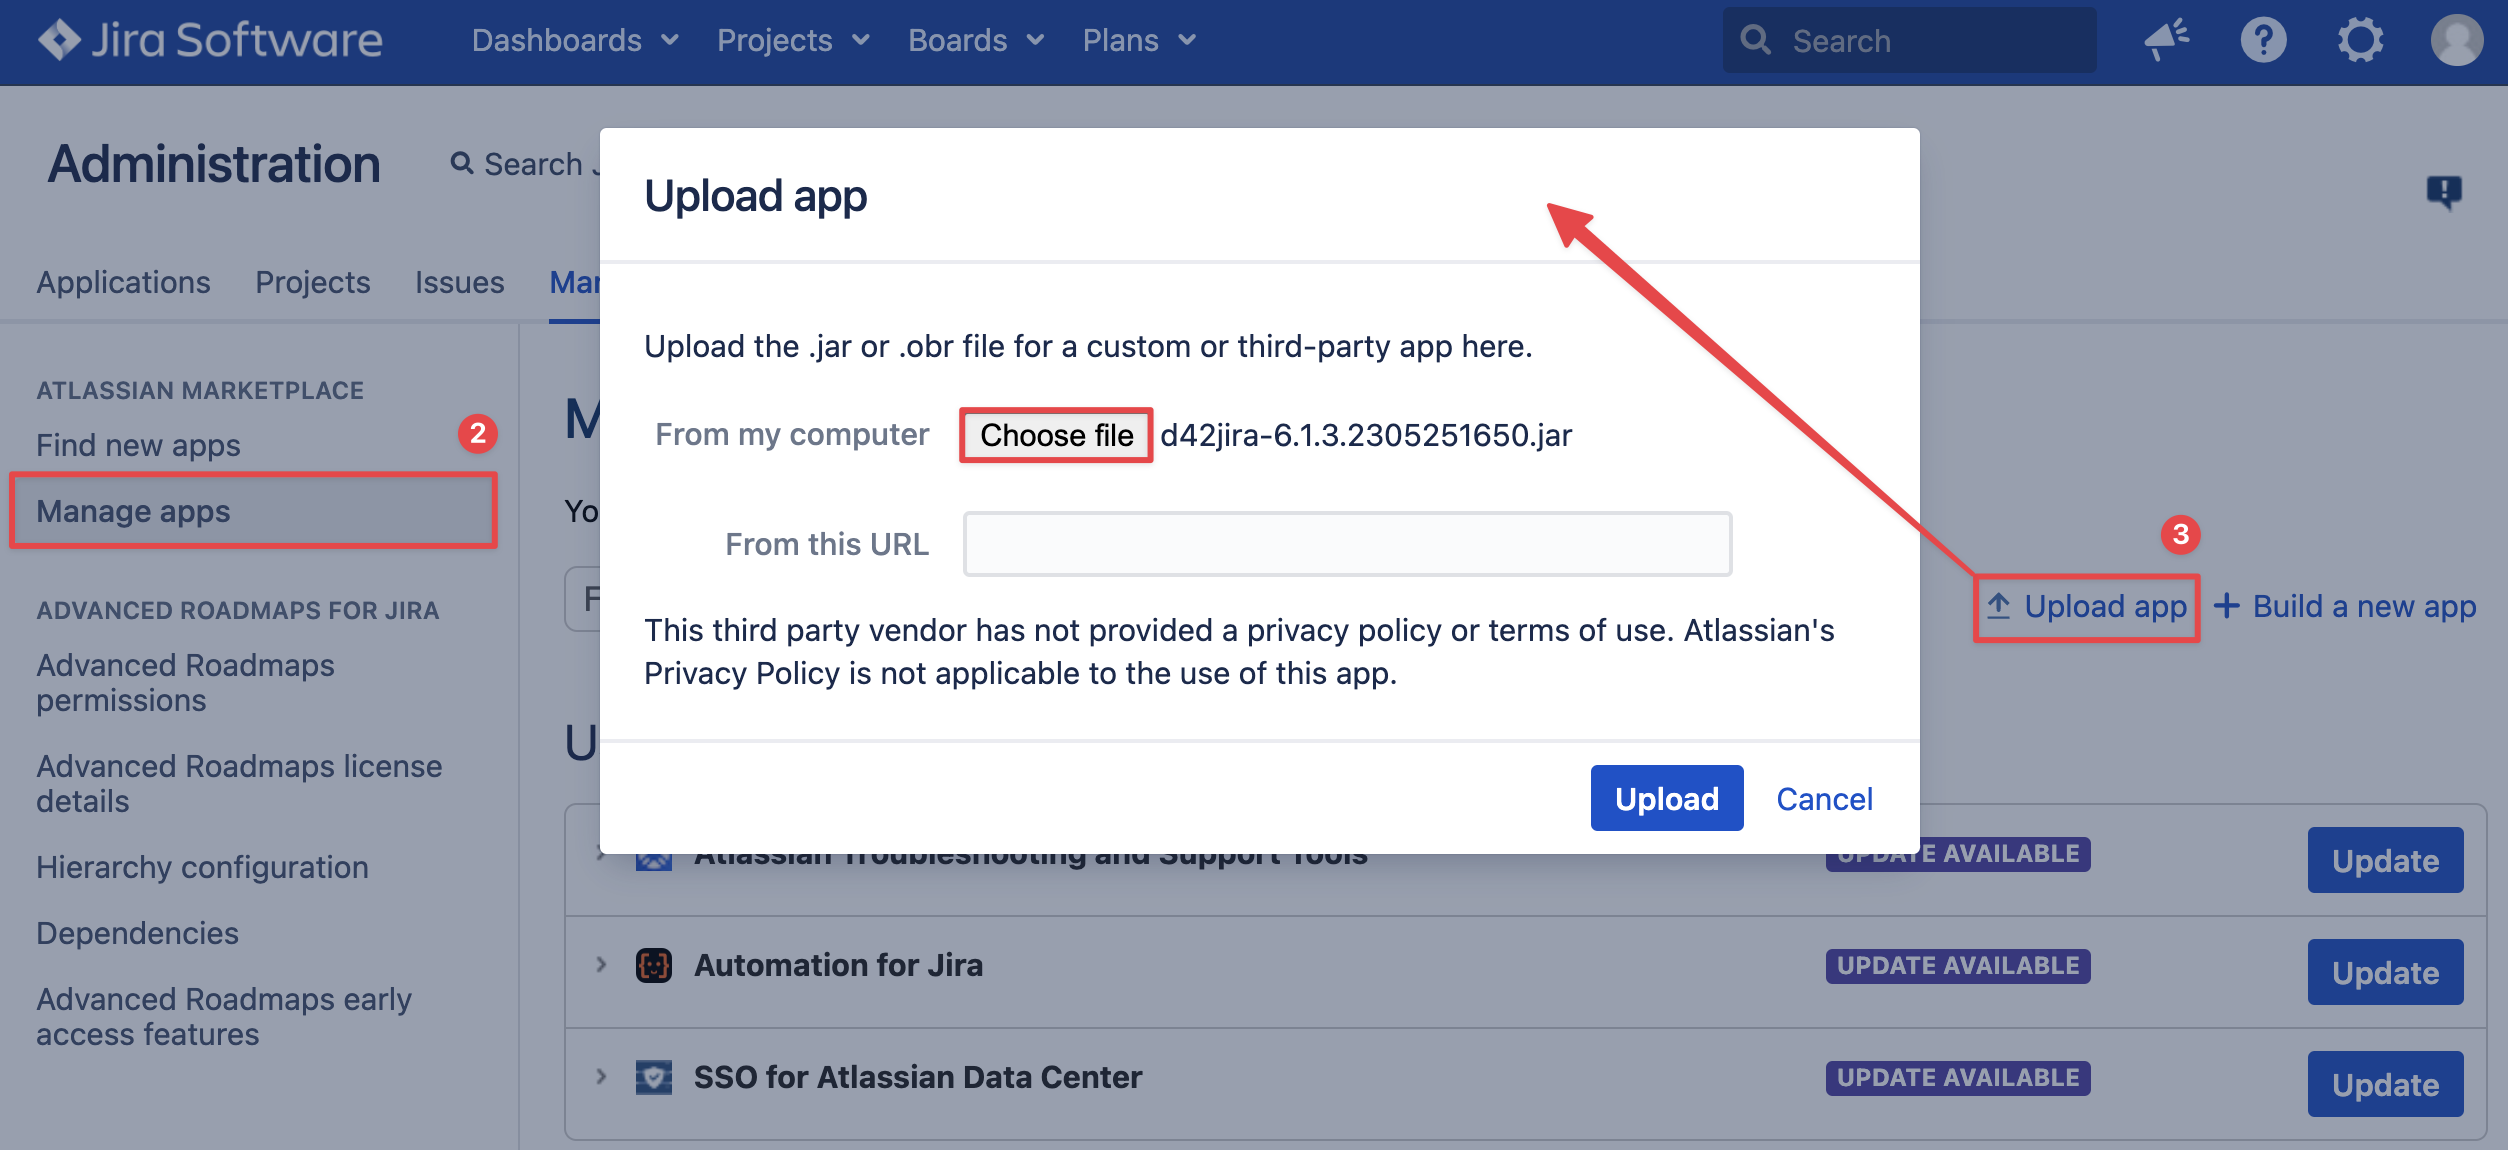 Jira Software Dashboards Projects Boards Plans Search
Administration Search
Applications Projects Issues
ATLASSIAN MARKETPLACE
Find new apps
2
Manage apps
ADVANCED ROADMAPS FOR JIRA
Advanced Roadmaps
permissions
Advanced Roadmaps license
details
Hierarchy configuration
Dependencies
Advanced Roadmaps early
access features
Upload app
Upload the .jar or .obr file for a custom or third-party app here.
From my computer Choose file d42jira-6.1.3.2305251650.jar
From this URL
This third party vendor has not provided a privacy policy or terms of use. Atlassian's
Privacy Policy is not applicable to the use of this app.
Upload Cancel
3
Upload app + Build a new app
Atlassian Troubleshooting and Support Tools UPDATE AVAILABLE Update
Automation for Jira UPDATE AVAILABLE Update
SSO for Atlassian Data Center UPDATE AVAILABLE Update